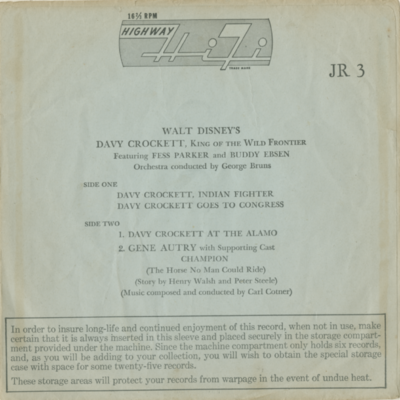 16⅔ RPM
HIGHWAY
Hi-Fi
TRADE MARK
JR 3
WALT DISNEY'S
DAVY CROCKETT, KING OF THE WILD FRONTIER
Featuring FESS PARKER and BUDDY EBSEN
Orchestra conducted by George Bruns
SIDE ONE
DAVY CROCKETT, INDIAN FIGHTER
DAVY CROCKETT GOES TO CONGRESS
SIDE TWO
1. DAVY CROCKETT AT THE ALAMO
2. GENE AUTRY with Supporting Cast
CHAMPION
(The Horse No Man Could Ride)
(Story by Henry Walsh and Peter Steele)
(Music composed and conducted by Carl Cotner)
In order to insure long-life and continued enjoyment of this record, when not in use, make
certain that it is always inserted in this sleeve and placed securely in the storage compart-
ment provided under the machine. Since the machine compartment only holds six records,
and, as you will be adding to your collection, you will wish to obtain the special storage
case with space for some twenty-five records.
These storage areas will protect your records from warpage in the event of undue heat.